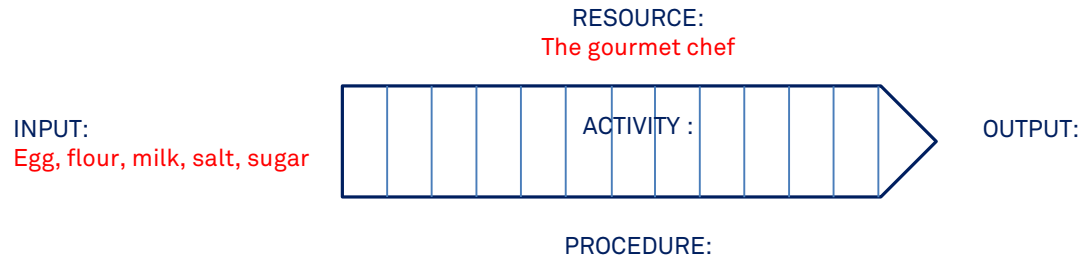 RESOURCE:
The gourmet chef
INPUT:
Egg, flour, milk, salt, sugar
ACTIVITY :
OUTPUT:
PROCEDURE: